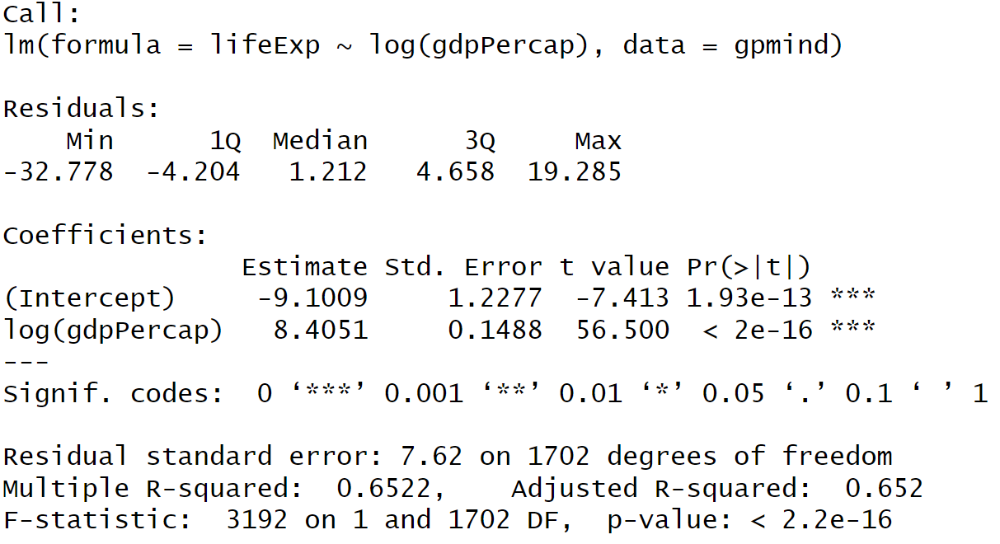 Call:
lm(formula = lifeExp ~ log(gdpPercap), data = gpmind)
Residuals:
    Min      1Q  Median      3Q     Max
-32.778  -4.204   1.212   4.658  19.285
Coefficients:
               Estimate Std. Error t value Pr(>|t|)
(Intercept)     -9.1009     1.2277  -7.413 1.93e-13 ***
log(gdpPercap)   8.4051     0.1488  56.500  < 2e-16 ***
---
Signif. codes:  0 ‘***’ 0.001 ‘**’ 0.01 ‘*’ 0.05 ‘.’ 0.1 ‘ ’ 1
Residual standard error: 7.62 on 1702 degrees of freedom
Multiple R-squared:  0.6522,    Adjusted R-squared:  0.652
F-statistic:  3192 on 1 and 1702 DF,  p-value: < 2.2e-16